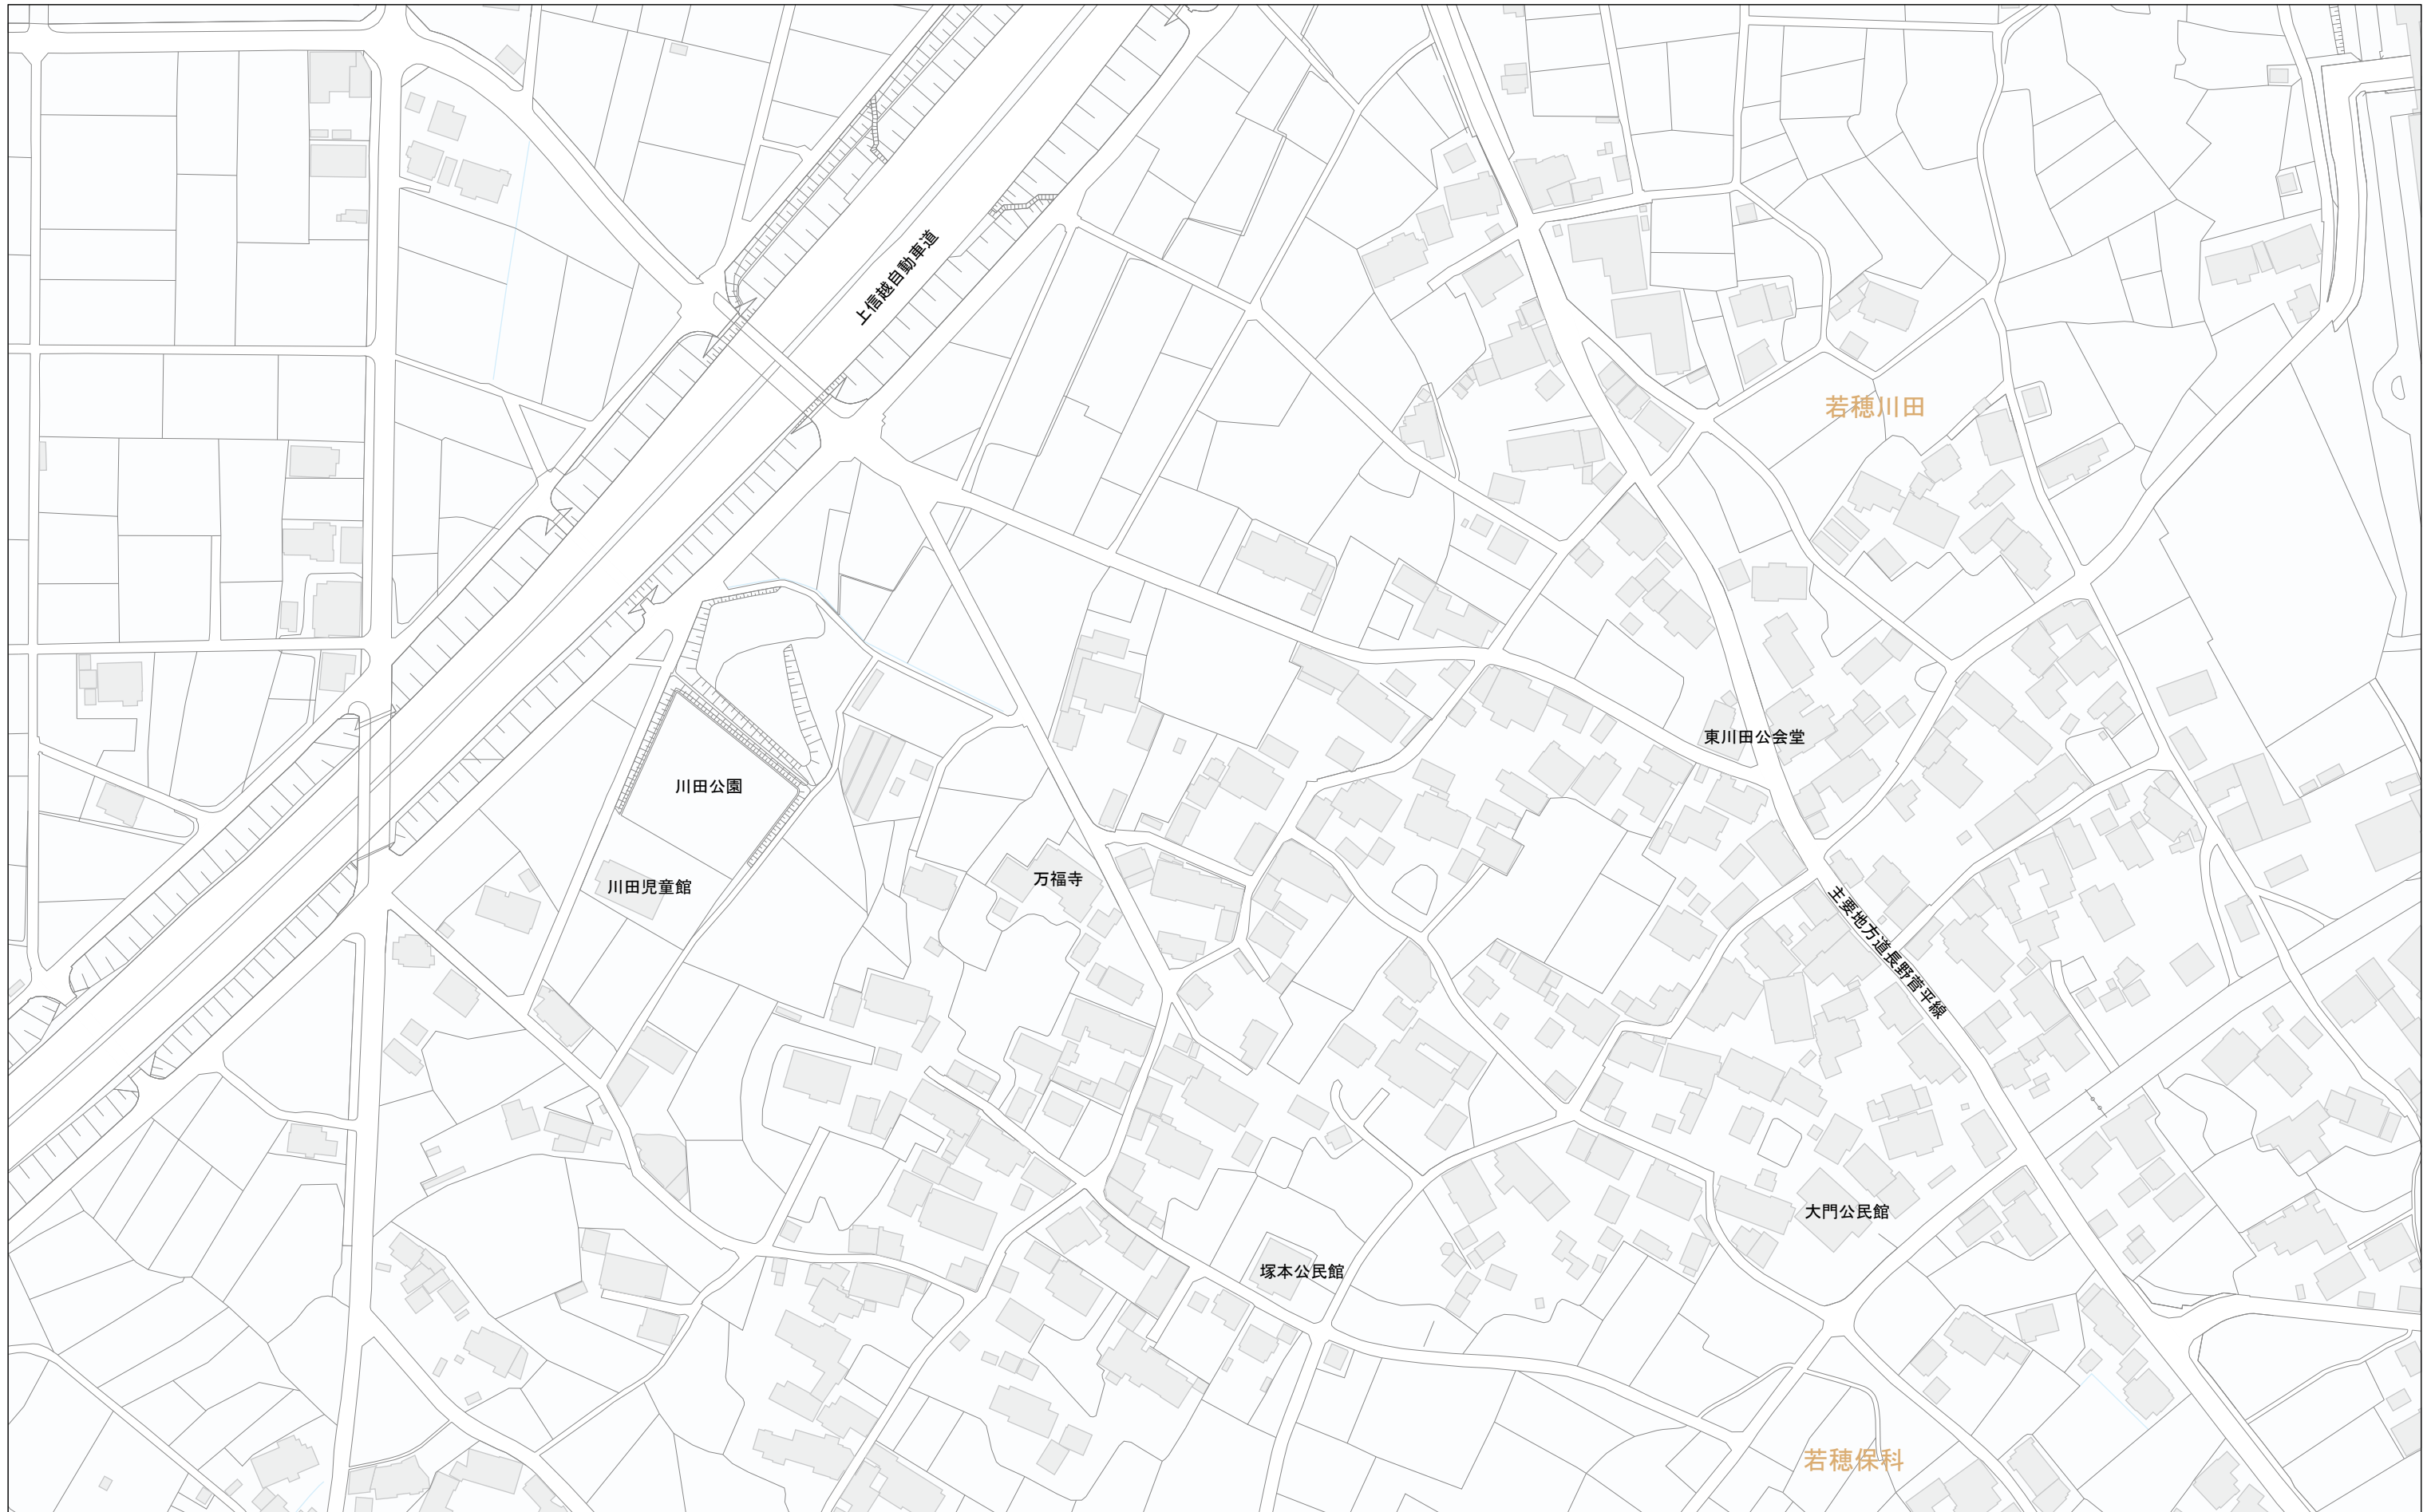 上信越自動車道
若穂川田
東川田公会堂
川田公園
万福寺
川田児童館
主要地方道長野菅平線
大門公民館
塚本公民館
若穂保科